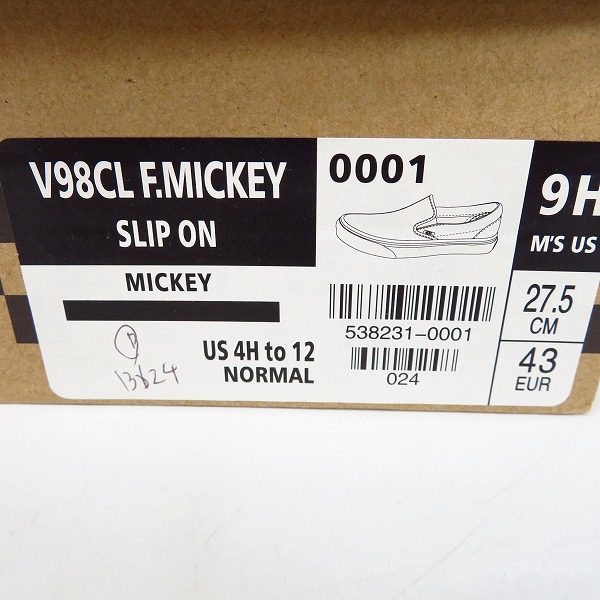 V98CL F.MICKEY
SLIP ON
MICKEY
US 4H to 12
NORMAL
0001
538231-0001
024
9H
M'S US
27.5
CM
43
EUR